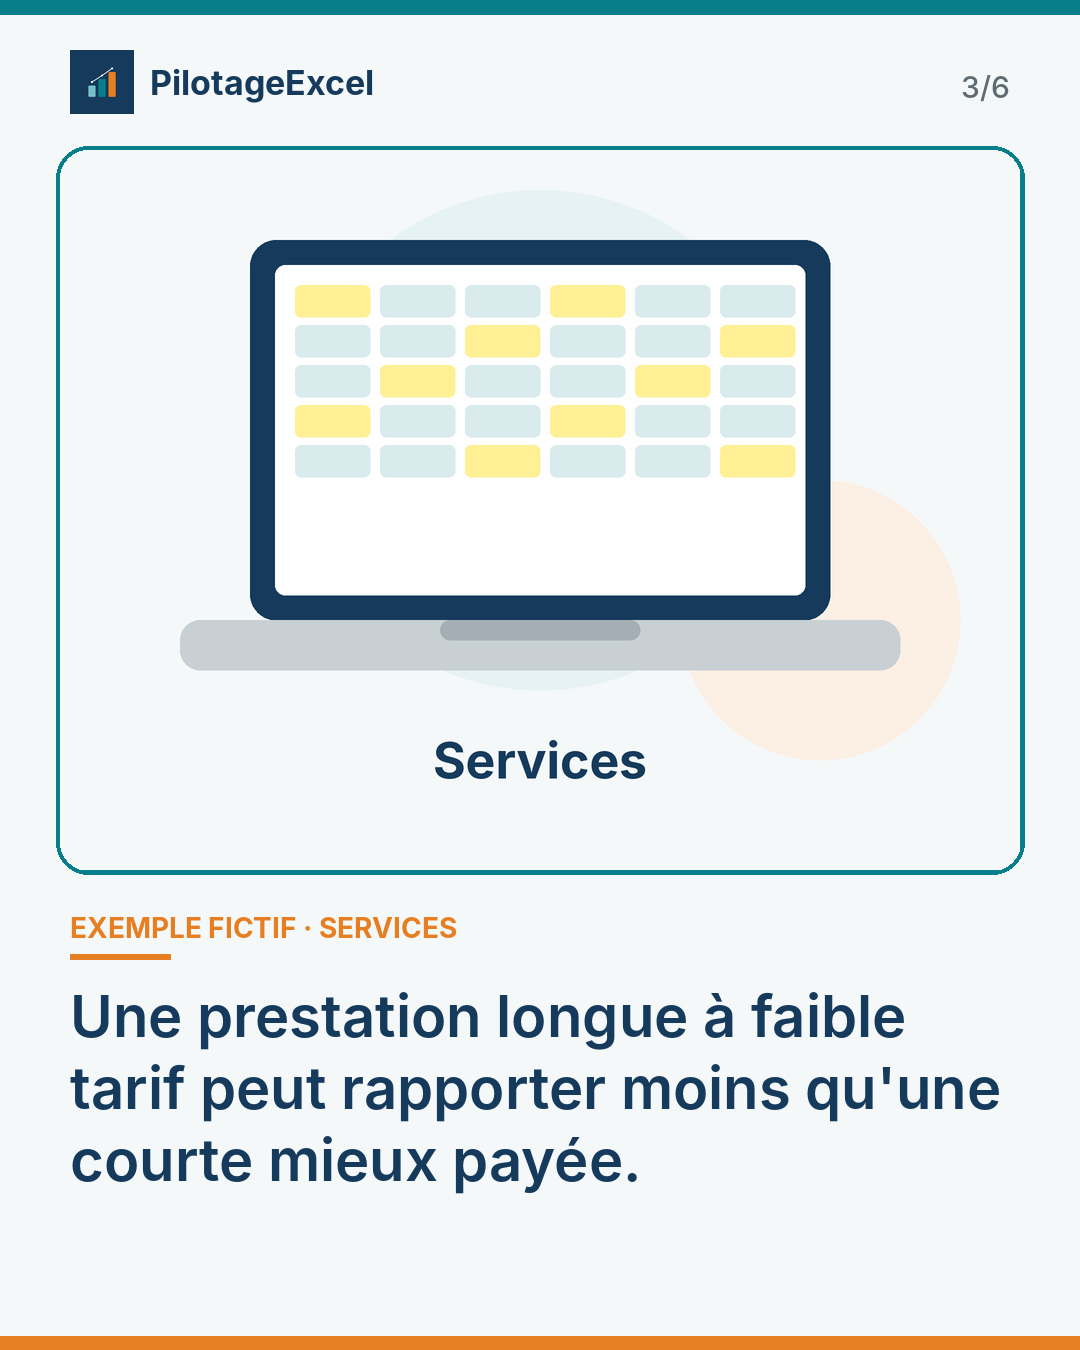 PilotageExcel
3/6
Services
EXEMPLE FICTIF · SERVICES
Une prestation longue à faible
tarif peut rapporter moins qu'une
courte mieux payée.